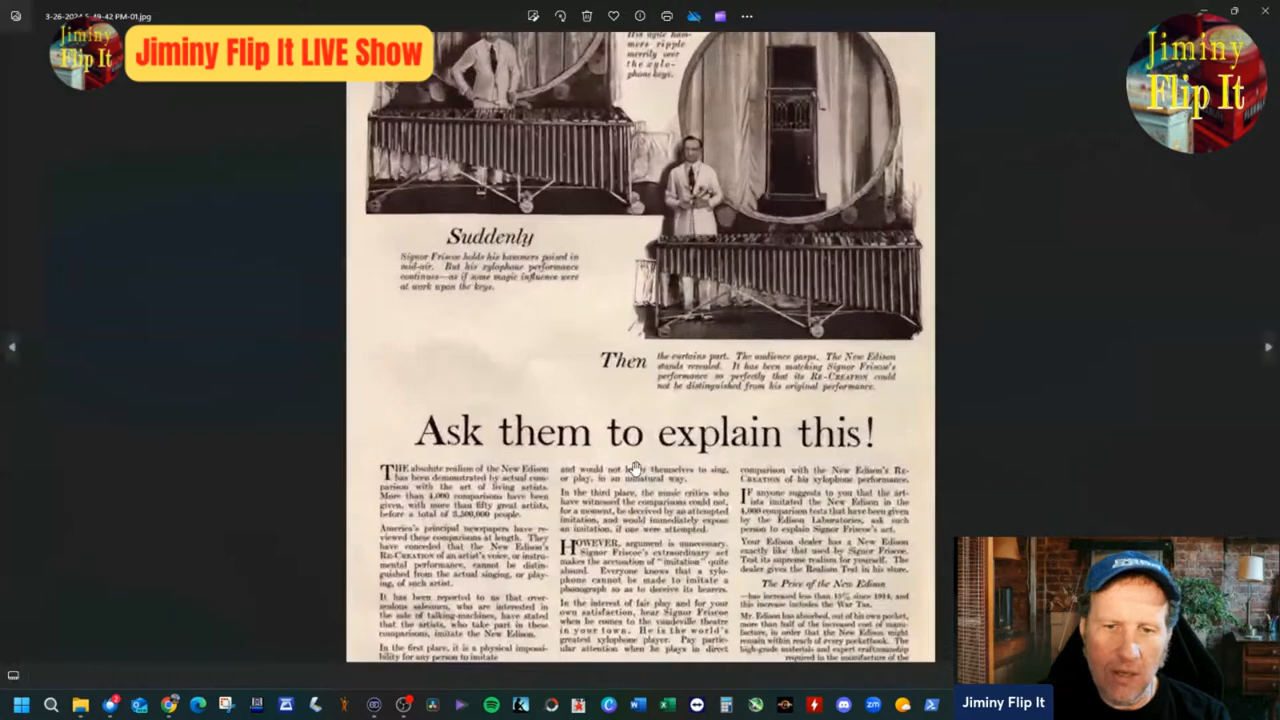 3-26-2024 5-49-42 PM-01.jpg
Jiminy
Flip It
Jiminy Flip It LIVE Show
Jiminy
Flip It
His agile ham-
mers ripple
merrily over
the xylo-
phone keys.
Suddenly
Signor Friscoe holds his hammers poised in
mid-air. But his xylophone performance
continues—as if some magic influence were
at work upon the keys.
Then the curtains part. The audience gasps. The New Edison
stands revealed. It has been matching Signor Friscoe's
performance so perfectly that its RE-CREATION could
not be distinguished from his original performance.
Ask them to explain this!
THE absolute realism of the New Edison
has been demonstrated by actual com-
parison with the art of living artists.
More than 4,000 comparisons have been
given, with more than fifty great artists,
before a total of 3,500,000 people.
America's principal newspapers have re-
viewed these comparisons at length. They
have conceded that the New Edison's
RE-CREATION of an artist's voice, or instru-
mental performance, cannot be distin-
guished from the actual singing, or play-
ing, of such artist.
It has been reported to us that over-
zealous salesmen, who are interested in
the sale of talking-machines, have stated
that the artists, who take part in these
comparisons, imitate the New Edison.
In the first place, it is a physical impossi-
bility for any person to imitate
and would not themselves to sing,
or play, in an unnatural way.
In the third place, the music critics who
have witnessed the comparisons could not,
for a moment, be deceived by an attempted
imitation, and would immediately expose
an imitation, if one were attempted.
HOWEVER, argument is unnecessary.
Signor Friscoe's extraordinary act
makes the accusation of "imitation" quite
absurd. Everyone knows that a xylo-
phone cannot be made to imitate a
phonograph so as to deceive its hearers.
In the interest of fair play and for your
own satisfaction, hear Signor Friscoe
when he comes to the vaudeville theatre
in your town. He is the world's
greatest xylophone player. Pay partic-
ular attention when he plays in direct
comparison with the New Edison's RE-
CREATION of his xylophone performance.
IF anyone suggests to you that the art-
ists imitated the New Edison in the
4,000 comparison tests that have been given
by the Edison Laboratories, ask such
person to explain Signor Friscoe's act.
Your Edison dealer has a New Edison
exactly like that used by Signor Friscoe.
Test its supreme realism for yourself. The
dealer gives the Realism Test in his store.
The Price of the New Edison
—has increased less than 15% since 1914, and
this increase includes the War Tax.
Mr. Edison has absorbed, out of his own pocket,
more than half of the increased cost of manu-
facture, in order that the New Edison might
remain within reach of every pocketbook. The
high-grade materials and expert craftsmanship
required in the manufacture of the
Jiminy Flip It